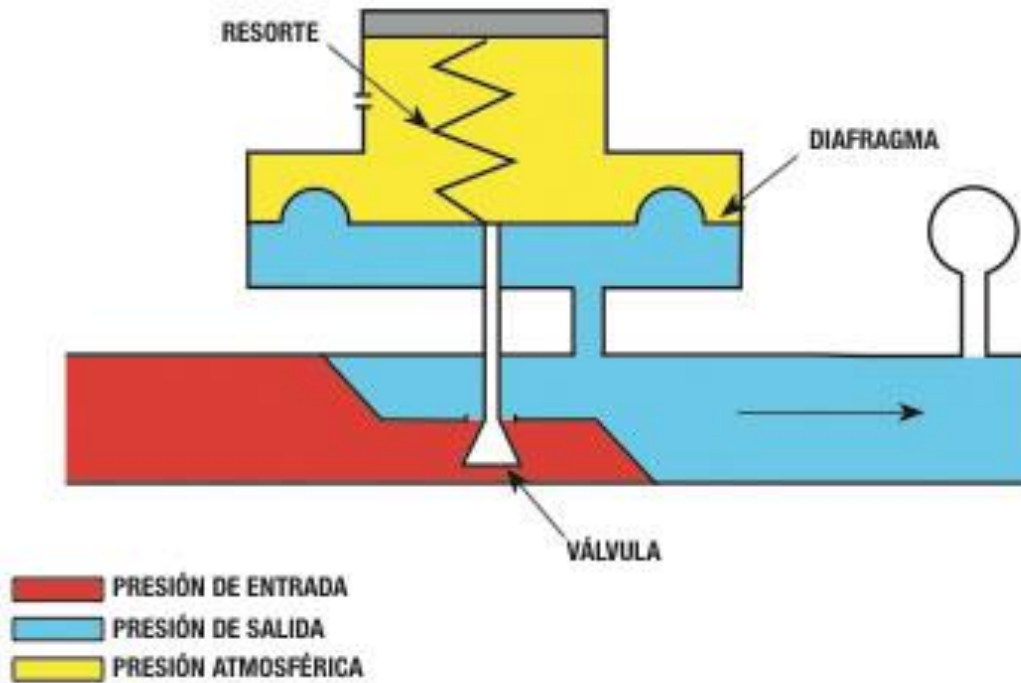 RESORTE
DIAFRAGMA
VÁLVULA
PRESIÓN DE ENTRADA
PRESIÓN DE SALIDA
PRESIÓN ATMOSFÉRICA